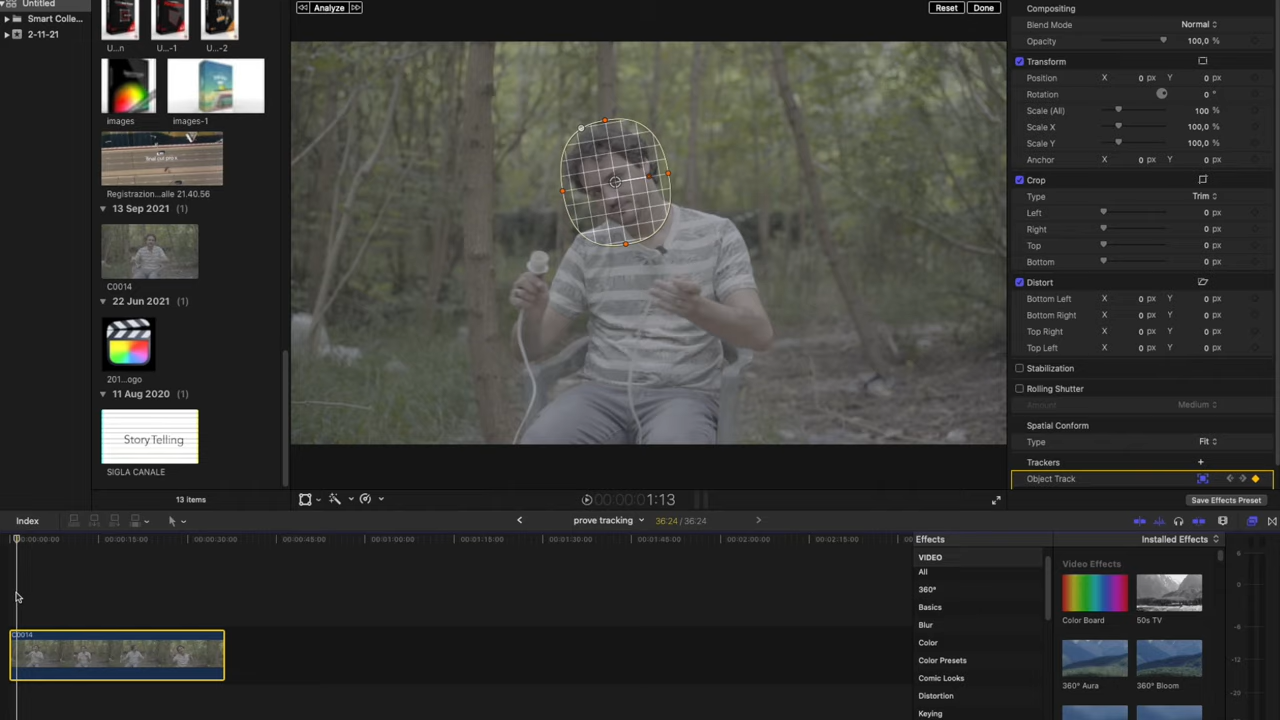 Untitled
Smart Colle...
2-11-21
U...n
U...-1
U...-2
images
images-1
Registrazion...alle 21.40.56
13 Sep 2021 (1)
C0014
22 Jun 2021 (1)
201...ogo
11 Aug 2020 (1)
StoryTelling
SIGLA CANALE
13 items
Analyze
Reset
Done
00:00:00:01:13
Compositing
Blend Mode
Normal
Opacity
100,0 %
Transform
Position
X
0 px
Y
0 px
Rotation
0 °
Scale (All)
100 %
Scale X
100,0 %
Scale Y
100,0 %
Anchor
X
0 px
Y
0 px
Crop
Type
Trim
Left
0 px
Right
0 px
Top
0 px
Bottom
0 px
Distort
Bottom Left
X
0 px
Y
0 px
Bottom Right
X
0 px
Y
0 px
Top Right
X
0 px
Y
0 px
Top Left
X
0 px
Y
0 px
Stabilization
Rolling Shutter
Amount
Medium
Spatial Conform
Type
Fit
Trackers
+
Object Track
Save Effects Preset
Index
prove tracking
36:24 / 36:24
00:00:00:00
00:00:15:00
00:00:30:00
00:00:45:00
00:01:00:00
00:01:15:00
00:01:30:00
00:01:45:00
00:02:00:00
00:02:15:00
00
C0014
Effects
Installed Effects
VIDEO
All
360°
Basics
Blur
Color
Color Presets
Comic Looks
Distortion
Keying
Video Effects
Color Board
50s TV
360° Aura
360° Bloom
6
0
-6
-12
-20